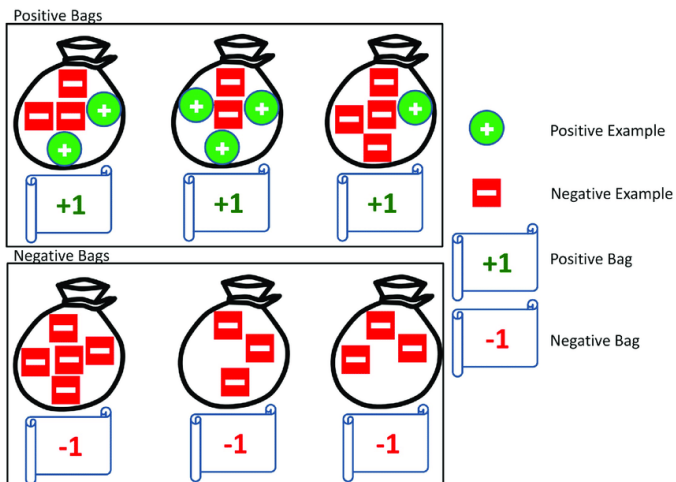 Positive Bags
+1 +1 +1
Negative Bags
-1 -1 -1
Positive Example
Negative Example
+1 Positive Bag
-1 Negative Bag